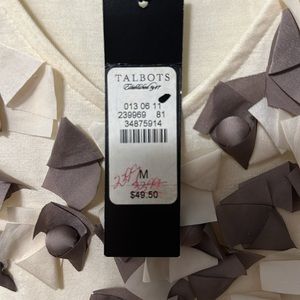 TALBOTS
Established 1947
013 06 11
239969 81
34875914
M
$49.50